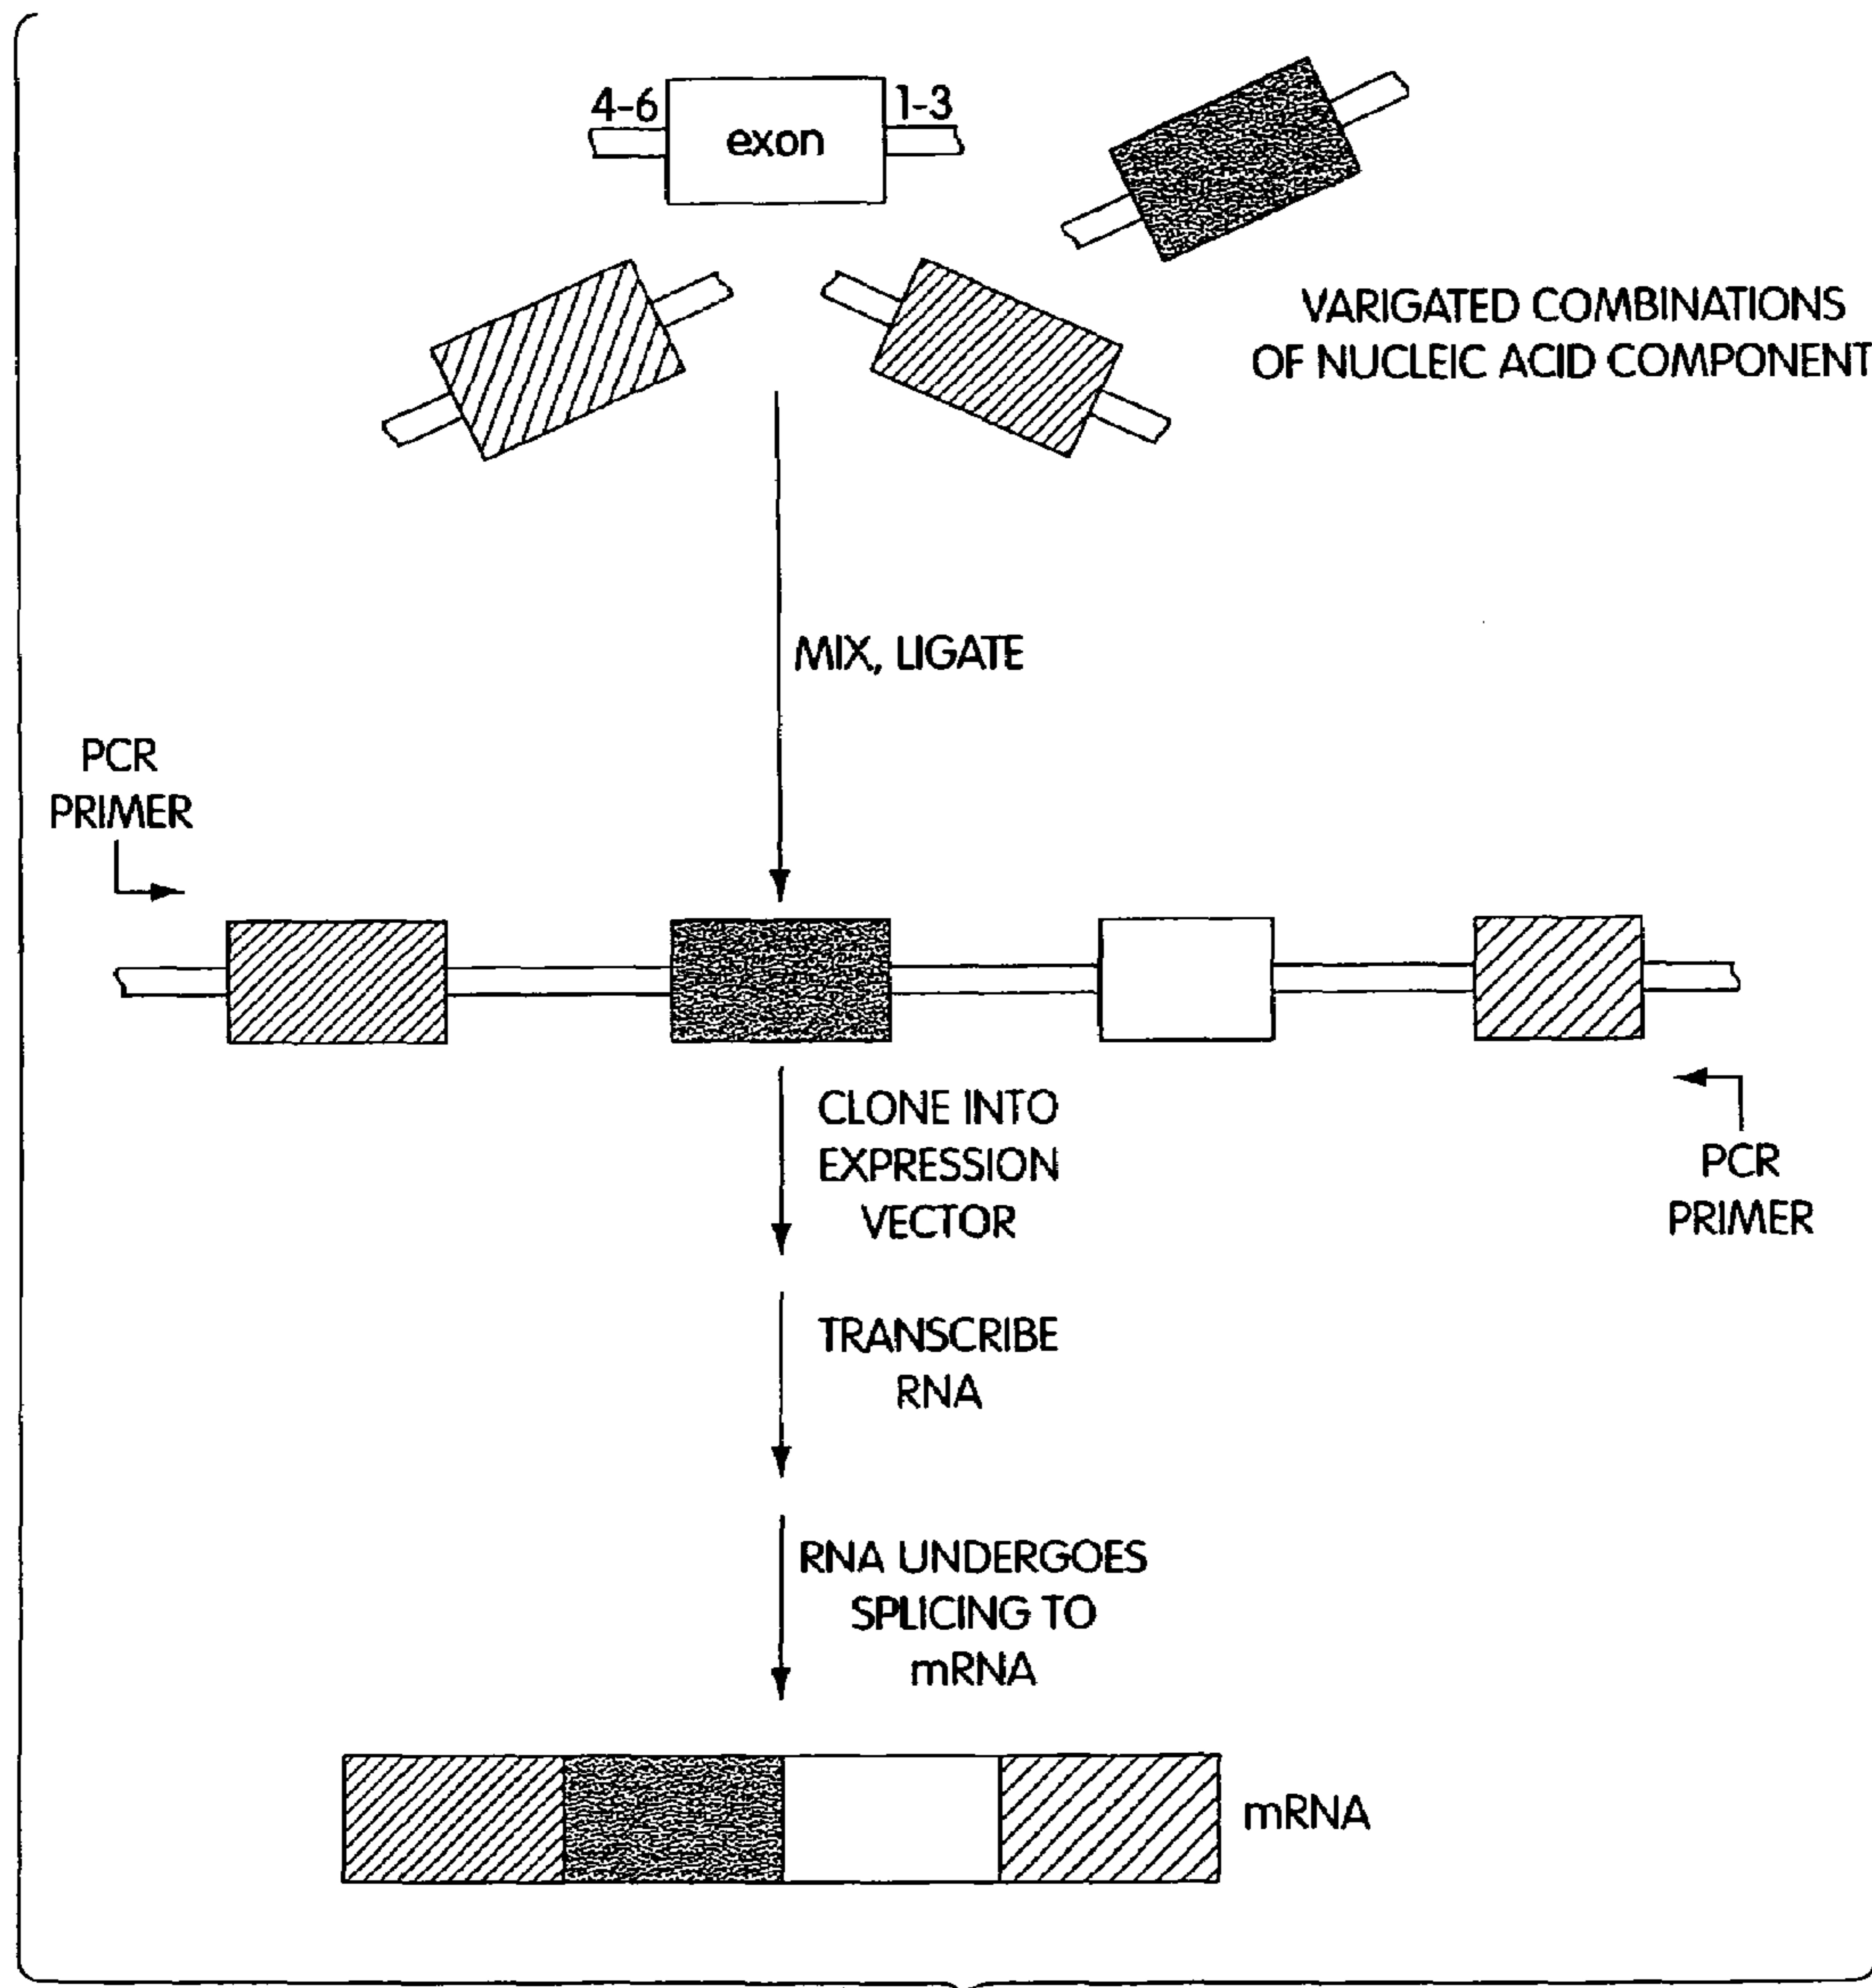 4-6
exon
1-3
VARIGATED COMBINATIONS
OF NUCLEIC ACID COMPONENT
MIX, LIGATE
PCR
PRIMER
CLONE INTO
EXPRESSION
VECTOR
PCR
PRIMER
TRANSCRIBE
RNA
RNA UNDERGOES
SPLICING TO
mRNA
mRNA